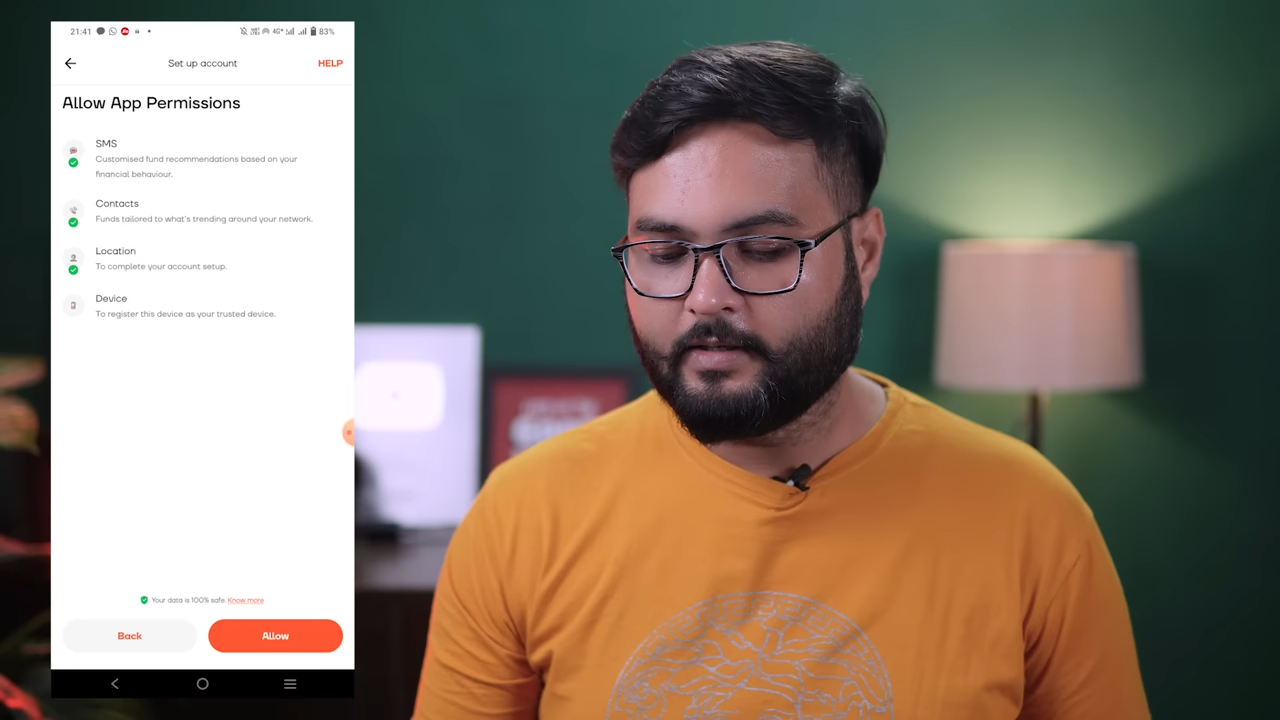 21:41
4G+
83%
Set up account
HELP
Allow App Permissions
SMS
Customised fund recommendations based on your
financial behaviour.
Contacts
Funds tailored to what's trending around your network.
Location
To complete your account setup.
Device
To register this device as your trusted device.
Your data is 100% safe. Know more
Back
Allow